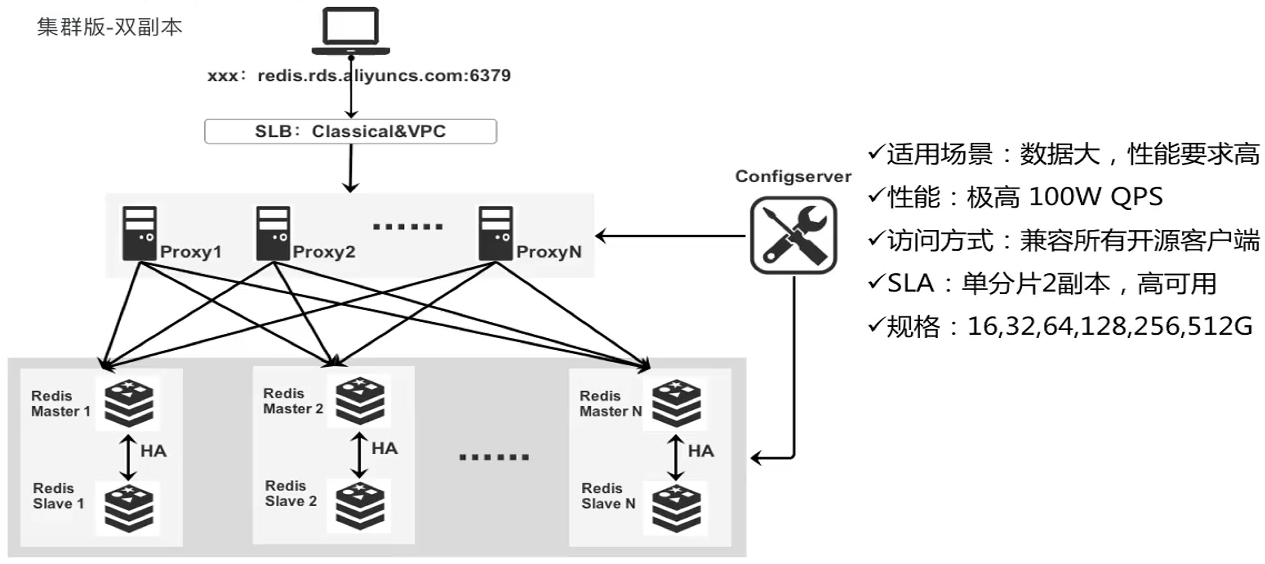 集群版-双副本
xxx：redis.rds.aliyuncs.com:6379
SLB：Classical&VPC
Configserver
Proxy1
Proxy2
ProxyN
Redis
Master 1
HA
Redis
Slave 1
Redis
Master 2
HA
Redis
Slave 2
Redis
Master N
HA
Redis
Slave N
✓适用场景：数据大，性能要求高
✓性能：极高 100W QPS
✓访问方式：兼容所有开源客户端
✓SLA：单分片2副本，高可用
✓规格：16,32,64,128,256,512G